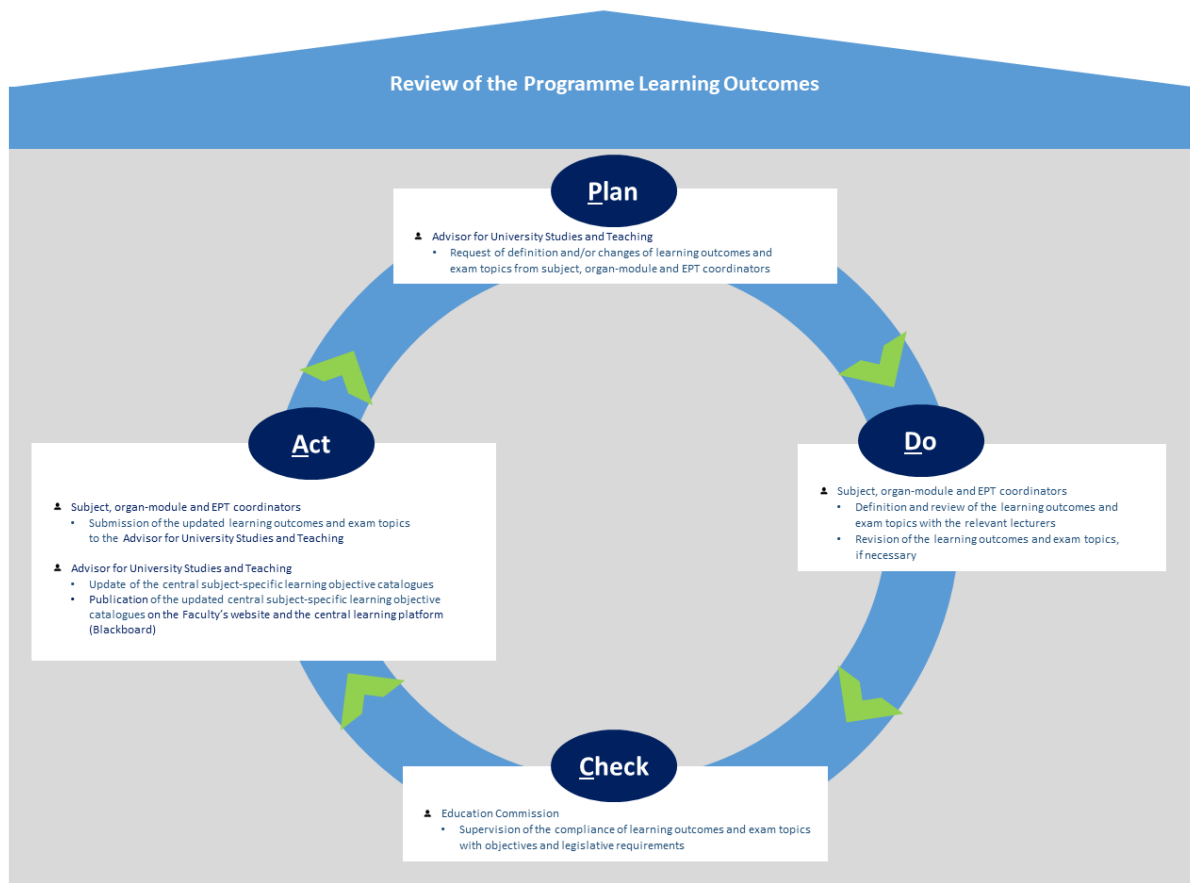 Review of the Programme Learning Outcomes
Plan
Advisor for University Studies and Teaching
• Request of definition and/or changes of learning outcomes and
exam topics from subject, organ-module and EPT coordinators
Do
Subject, organ-module and EPT coordinators
• Definition and review of the learning outcomes and
exam topics with the relevant lecturers
• Revision of the learning outcomes and exam topics,
if necessary
Check
Education Commission
• Supervision of the compliance of learning outcomes and exam topics
with objectives and legislative requirements
Act
Subject, organ-module and EPT coordinators
• Submission of the updated learning outcomes and exam topics
to the Advisor for University Studies and Teaching
Advisor for University Studies and Teaching
• Update of the central subject-specific learning objective catalogues
• Publication of the updated central subject-specific learning objective
catalogues on the Faculty's website and the central learning platform
(Blackboard)